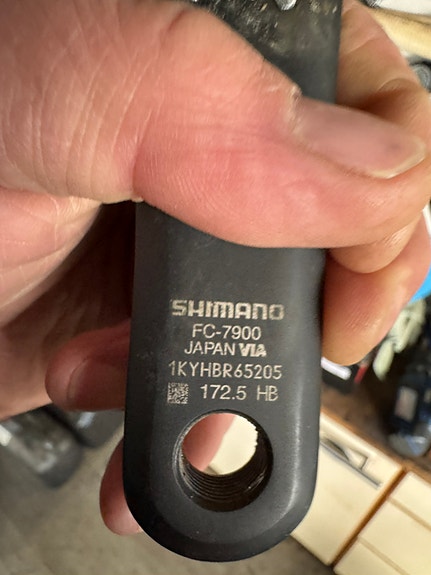 SHIMANO
FC-7900
JAPAN VIA
1KYHBR65205
172.5 HB